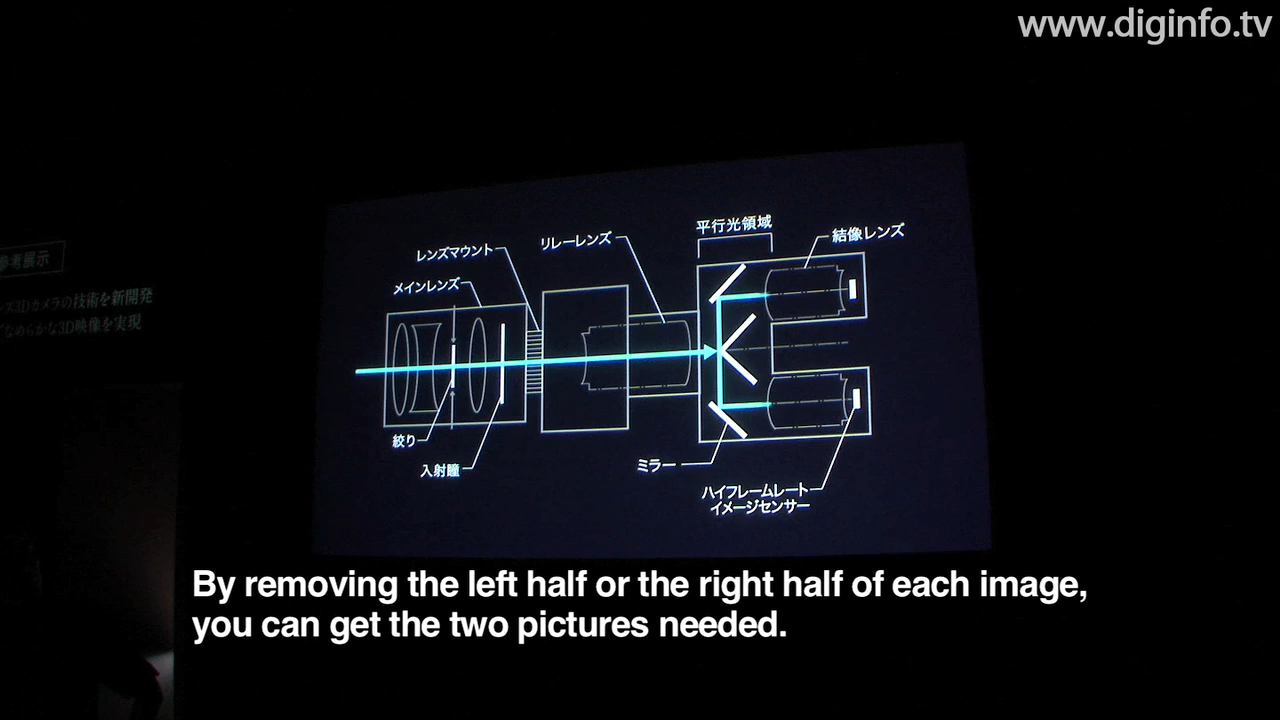 www.diginfo.tv
参考展示
ンズ3Dカメラの技術を新開発
なめらかな3D映像を実現
平行光領域
結像レンズ
リレーレンズ
レンズマウント
メインレンズ
絞り
入射瞳
ミラー
ハイフレームレート
イメージセンサー
By removing the left half or the right half of each image,
you can get the two pictures needed.